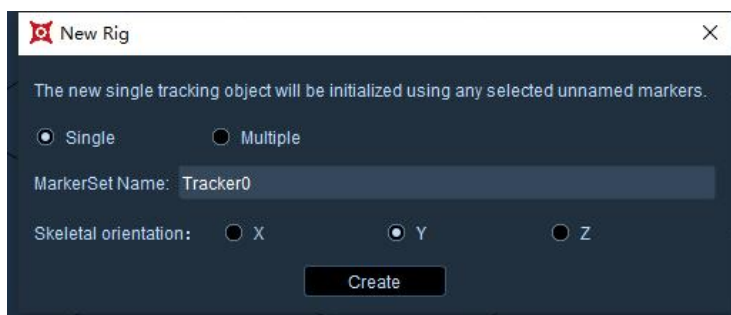 New Rig
The new single tracking object will be initialized using any selected unnamed markers.
Single Multiple
MarkerSet Name: Tracker0
Skeletal orientation： X Y Z
Create